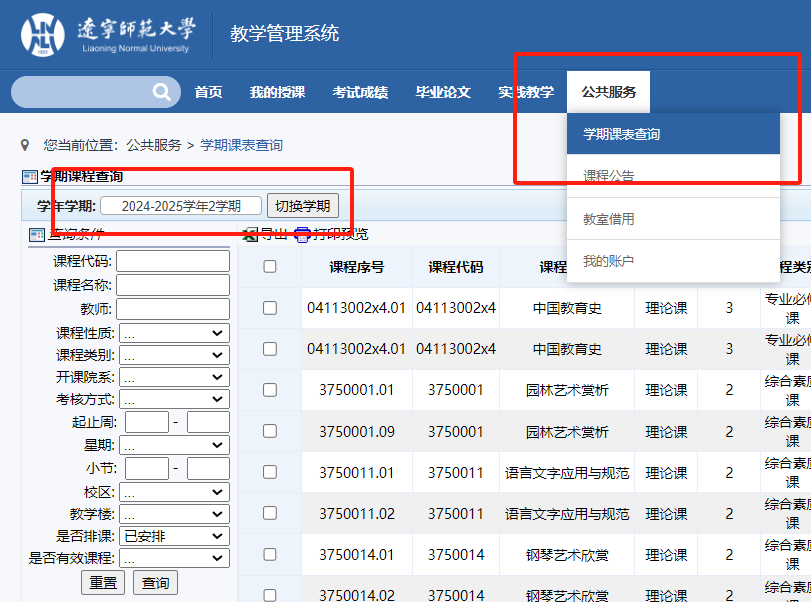 遼寧師範大學
Liaoning Normal University
教学管理系统
首页 我的授课 考试成绩 毕业论文 实践教学 公共服务
学期课表查询
课程公告
教室借用
我的账户
您当前位置: 公共服务 > 学期课表查询
学期课程查询
学年学期: 2024-2025学年2学期 切换学期
查询条件
导出 打印预览
课程代码:
课程名称:
教师:
课程性质: ...
课程类别: ...
开课院系: ...
考核方式: ...
起止周: -
星期: ...
小节: -
校区: ...
教学楼: ...
是否排课: 已安排
是否有效课程: ...
重置 查询
课程序号 课程代码 课程 程类
04113002x4.01 04113002x4 中国教育史 理论课 3 专业必修
课
04113002x4.01 04113002x4 中国教育史 理论课 3 专业必修
课
3750001.01 3750001 园林艺术赏析 理论课 2 综合素
课
3750001.09 3750001 园林艺术赏析 理论课 2 综合素
课
3750011.01 3750011 语言文字应用与规范 理论课 2 综合素
课
3750011.02 3750011 语言文字应用与规范 理论课 2 综合素
课
3750014.01 3750014 钢琴艺术欣赏 理论课 2 综合素
课
3750014.02 3750014 钢琴艺术欣赏 理论课 2 综合素